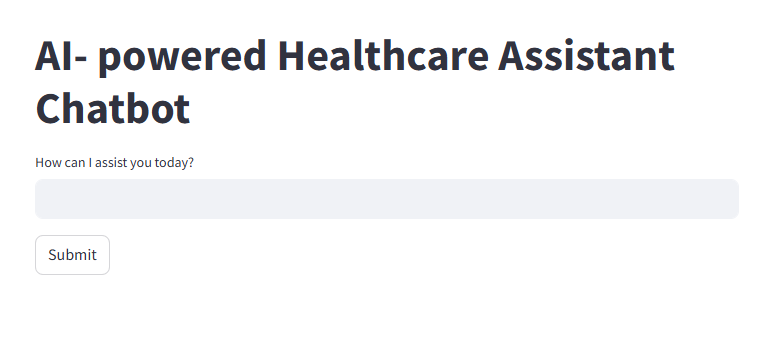 AI- powered Healthcare Assistant
Chatbot
How can I assist you today?
Submit